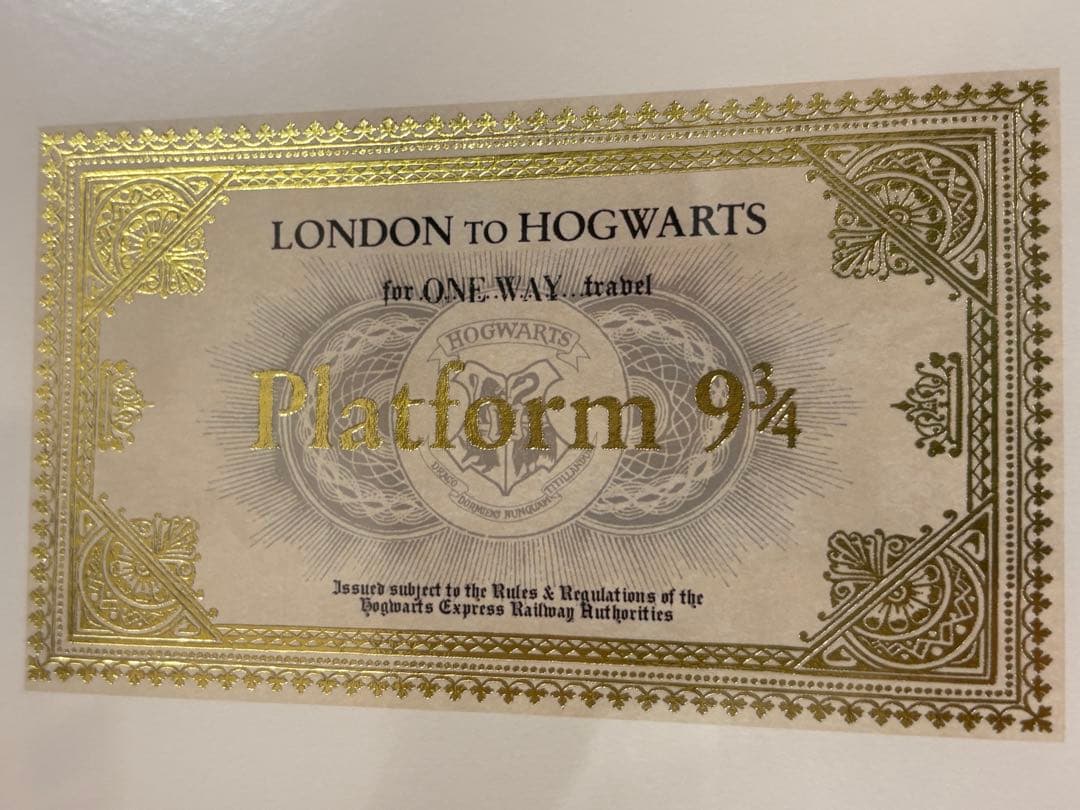 LONDON TO HOGWARTS
for ONE WAY travel
HOGWARTS
Platform 9¾
DRACO DORMIENS NUNQUAM TITILLANDUS
Issued subject to the Rules & Regulations of the
Hogwarts Express Railway Authorities